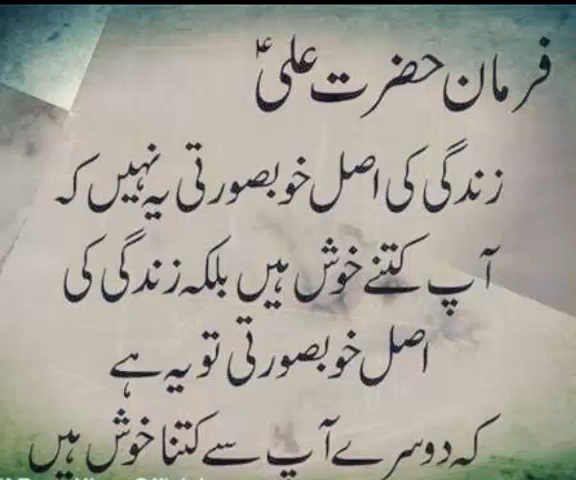 فرمان حضرت علیؑ
زندگی کی اصل خوبصورتی یہ نہیں کہ
آپ کتنے خوش ہیں بلکہ زندگی کی
اصل خوبصورتی تو یہ ہے
کہ دوسرے آپ سے کتنا خوش ہیں